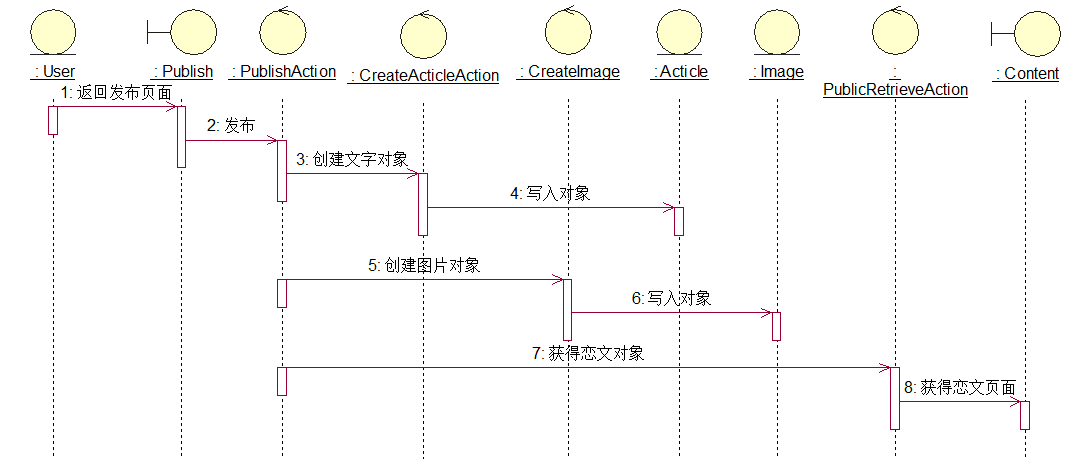 : User
: Publish
: PublishAction
: CreateActicleAction
: CreateImage
: Acticle
: Image
:
PublicRetrieveAction
: Content
1: 返回发布页面
2: 发布
3: 创建文字对象
4: 写入对象
5: 创建图片对象
6: 写入对象
7: 获得恋文对象
8: 获得恋文页面